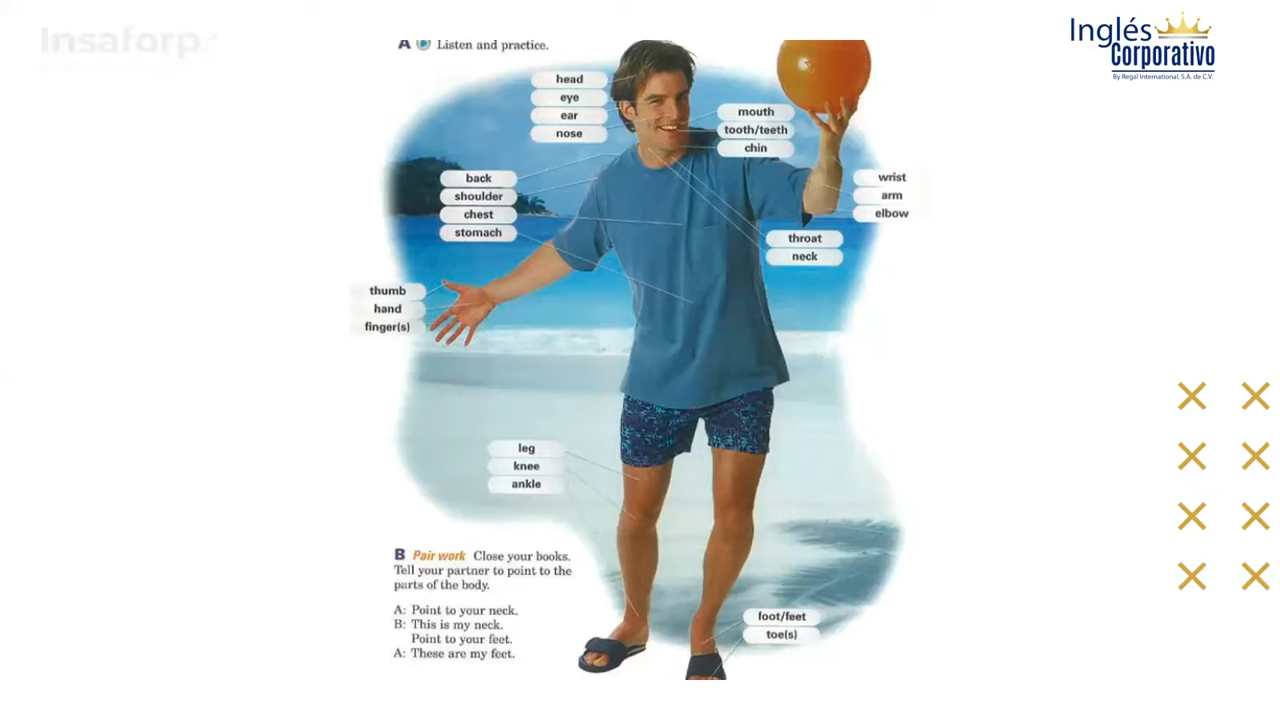 Insaforp
Inglés
Corporativo
By Regal International, S.A. de C.V.
A Listen and practice.
head
eye
ear
nose
mouth
tooth/teeth
chin
back
shoulder
chest
stomach
wrist
arm
elbow
throat
neck
thumb
hand
finger(s)
leg
knee
ankle
B Pair work Close your books.
Tell your partner to point to the
parts of the body.
A: Point to your neck.
B: This is my neck.
Point to your feet.
A: These are my feet.
foot/feet
toe(s)